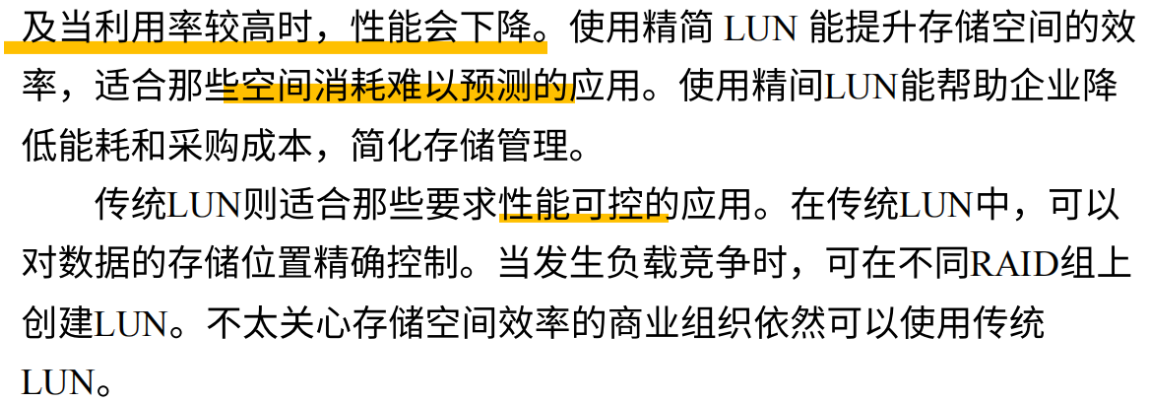 及当利用率较高时，性能会下降。使用精简 LUN 能提升存储空间的效
率，适合那些空间消耗难以预测的应用。使用精间LUN能帮助企业降
低能耗和采购成本，简化存储管理。
传统LUN则适合那些要求性能可控的应用。在传统LUN中，可以
对数据的存储位置精确控制。当发生负载竞争时，可在不同RAID组上
创建LUN。不太关心存储空间效率的商业组织依然可以使用传统
LUN。